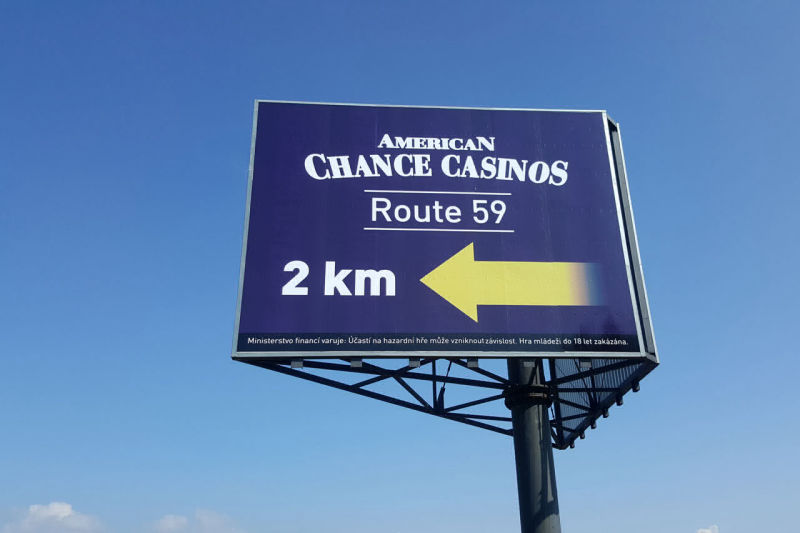 AMERICAN
CHANCE CASINOS
Route 59
2 km
Ministerstvo financí varuje: Účastí na hazardní hře může vzniknout závislost. Hra mládeži do 18 let zakázána.